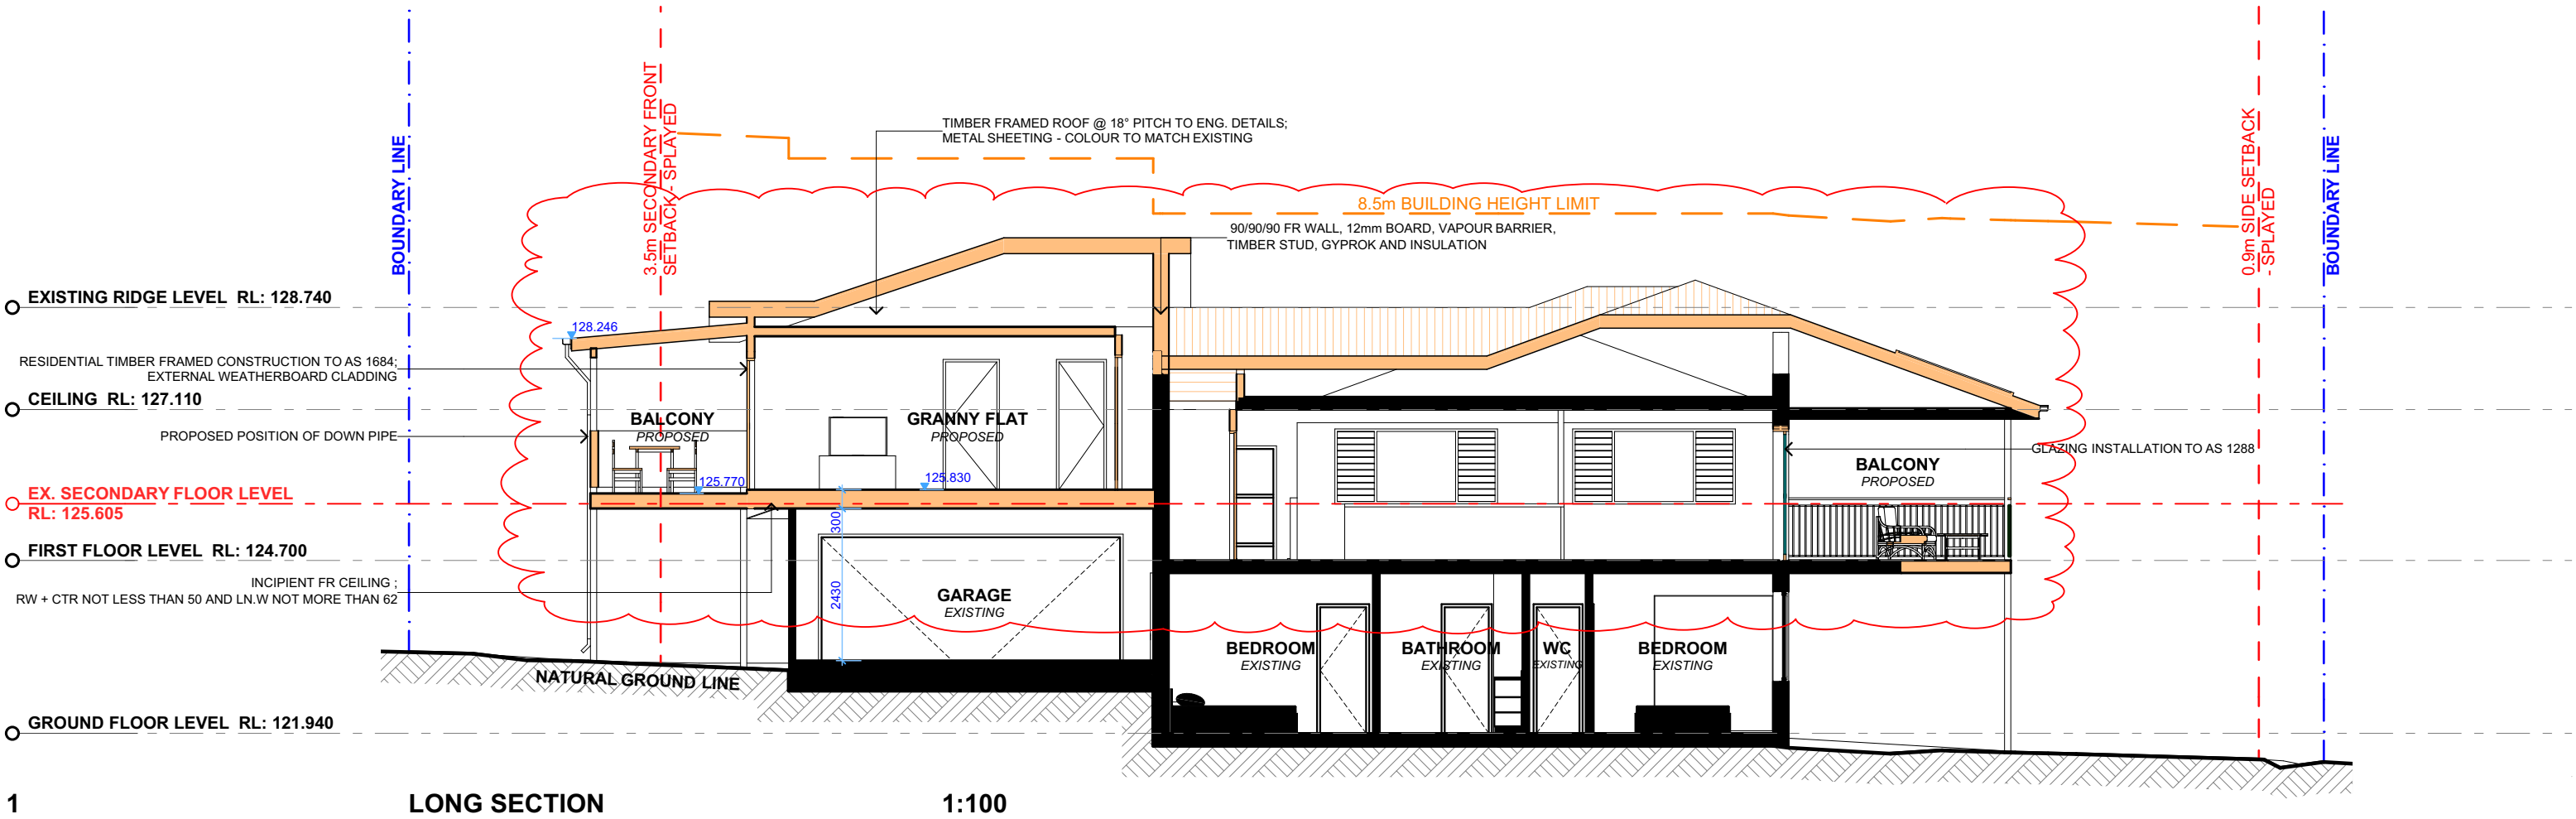 BOUNDARY LINE
3.5m SECONDARY FRONT
SETBACK - SPLAYED
TIMBER FRAMED ROOF @ 18° PITCH TO ENG. DETAILS;
METAL SHEETING - COLOUR TO MATCH EXISTING
8.5m BUILDING HEIGHT LIMIT
90/90/90 FR WALL, 12mm BOARD, VAPOUR BARRIER,
TIMBER STUD, GYPROK AND INSULATION
0.9m SIDE SETBACK
- SPLAYED
BOUNDARY LINE
EXISTING RIDGE LEVEL RL: 128.740
128.246
RESIDENTIAL TIMBER FRAMED CONSTRUCTION TO AS 1684;
EXTERNAL WEATHERBOARD CLADDING
CEILING RL: 127.110
BALCONY
PROPOSED
GRANNY FLAT
PROPOSED
PROPOSED POSITION OF DOWN PIPE
GLAZING INSTALLATION TO AS 1288
BALCONY
PROPOSED
125.770
125.830
EX. SECONDARY FLOOR LEVEL
RL: 125.605
300
FIRST FLOOR LEVEL RL: 124.700
INCIPIENT FR CEILING ;
RW + CTR NOT LESS THAN 50 AND LN.W NOT MORE THAN 62
2430
GARAGE
EXISTING
BEDROOM
EXISTING
BATHROOM
EXISTING
WC
EXISTING
BEDROOM
EXISTING
NATURAL GROUND LINE
GROUND FLOOR LEVEL RL: 121.940
1 LONG SECTION 1:100